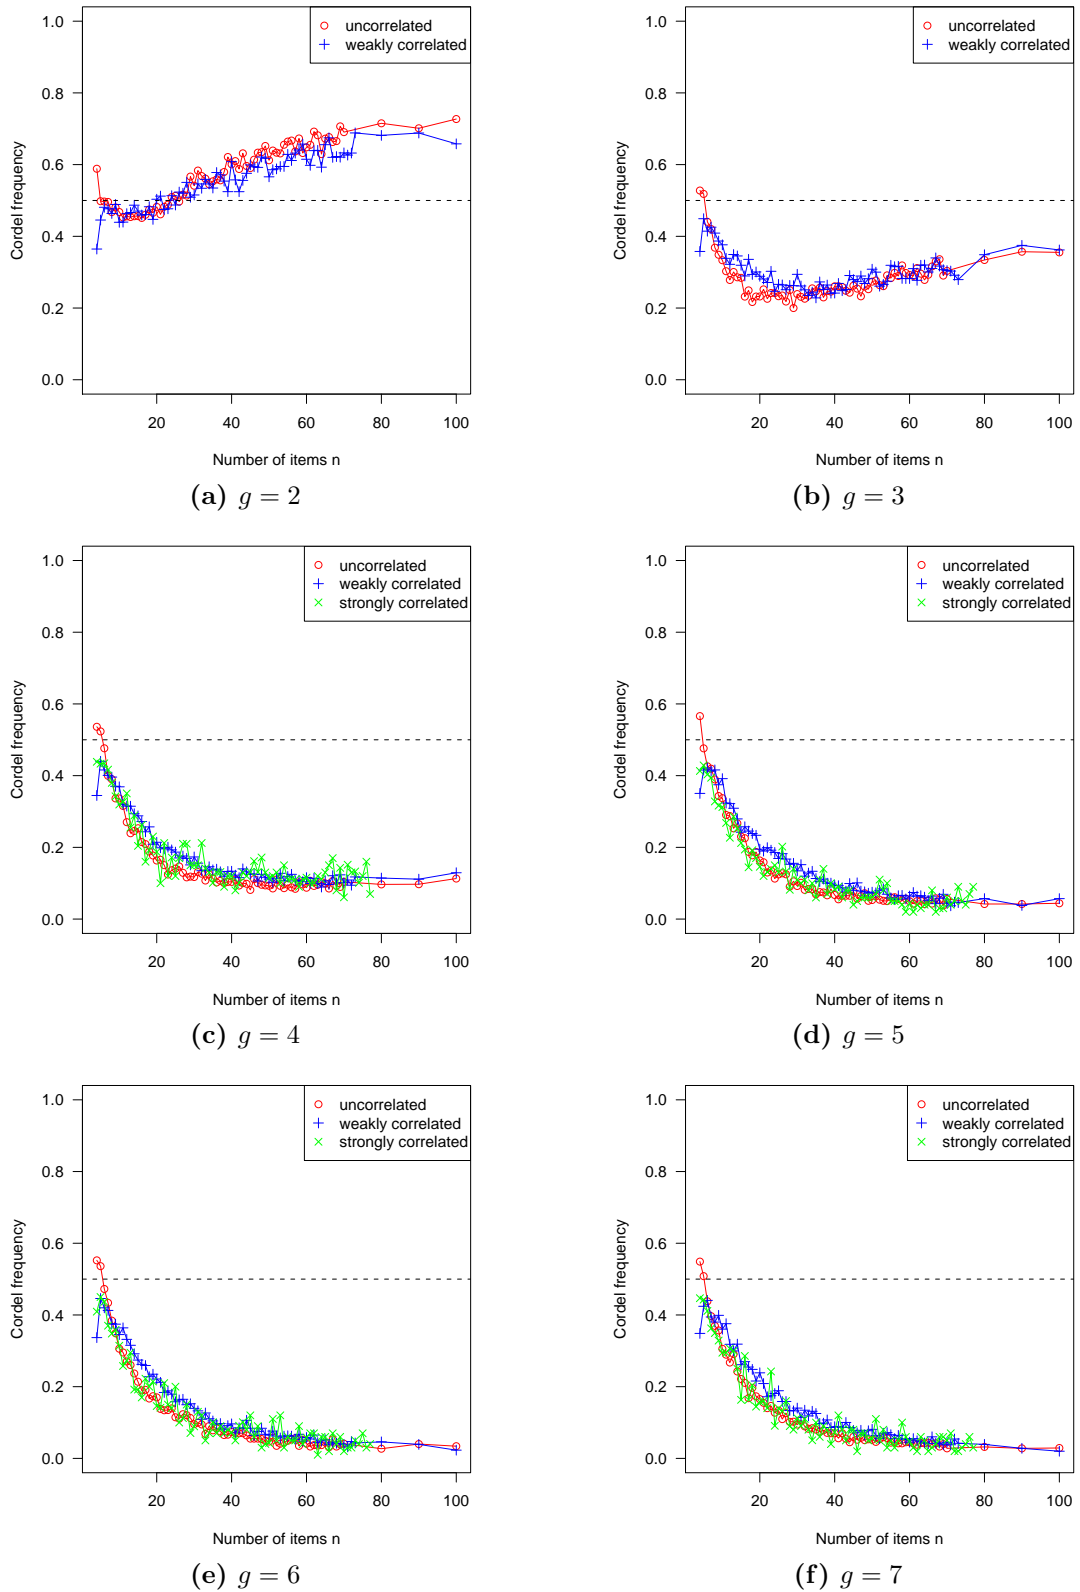 1.0
0.8
0.6
0.4
0.2
0.0
Cordel frequency
uncorrelated
weakly correlated
20 40 60 80 100
Number of items n
(a) g = 2
1.0
0.8
0.6
0.4
0.2
0.0
Cordel frequency
uncorrelated
weakly correlated
20 40 60 80 100
Number of items n
(b) g = 3
1.0
0.8
0.6
0.4
0.2
0.0
Cordel frequency
uncorrelated
weakly correlated
strongly correlated
20 40 60 80 100
Number of items n
(c) g = 4
1.0
0.8
0.6
0.4
0.2
0.0
Cordel frequency
uncorrelated
weakly correlated
strongly correlated
20 40 60 80 100
Number of items n
(d) g = 5
1.0
0.8
0.6
0.4
0.2
0.0
Cordel frequency
uncorrelated
weakly correlated
strongly correlated
20 40 60 80 100
Number of items n
(e) g = 6
1.0
0.8
0.6
0.4
0.2
0.0
Cordel frequency
uncorrelated
weakly correlated
strongly correlated
20 40 60 80 100
Number of items n
(f) g = 7